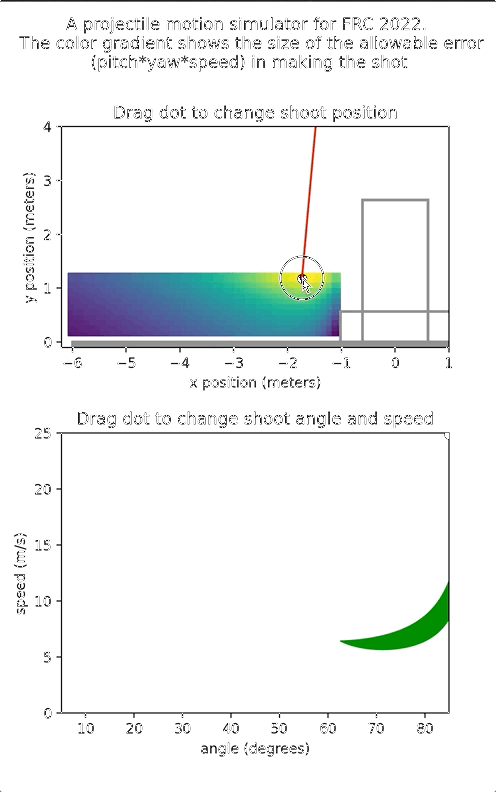 A projectile motion simulator for FRC 2022.
The color gradient shows the size of the allowable error
(pitch*yaw*speed) in making the shot
Drag dot to change shoot position
4
3
2
1
0
y position (meters)
−6 −5 −4 −3 −2 −1 0 1
x position (meters)
Drag dot to change shoot angle and speed
25
20
15
10
5
0
speed (m/s)
10 20 30 40 50 60 70 80
angle (degrees)